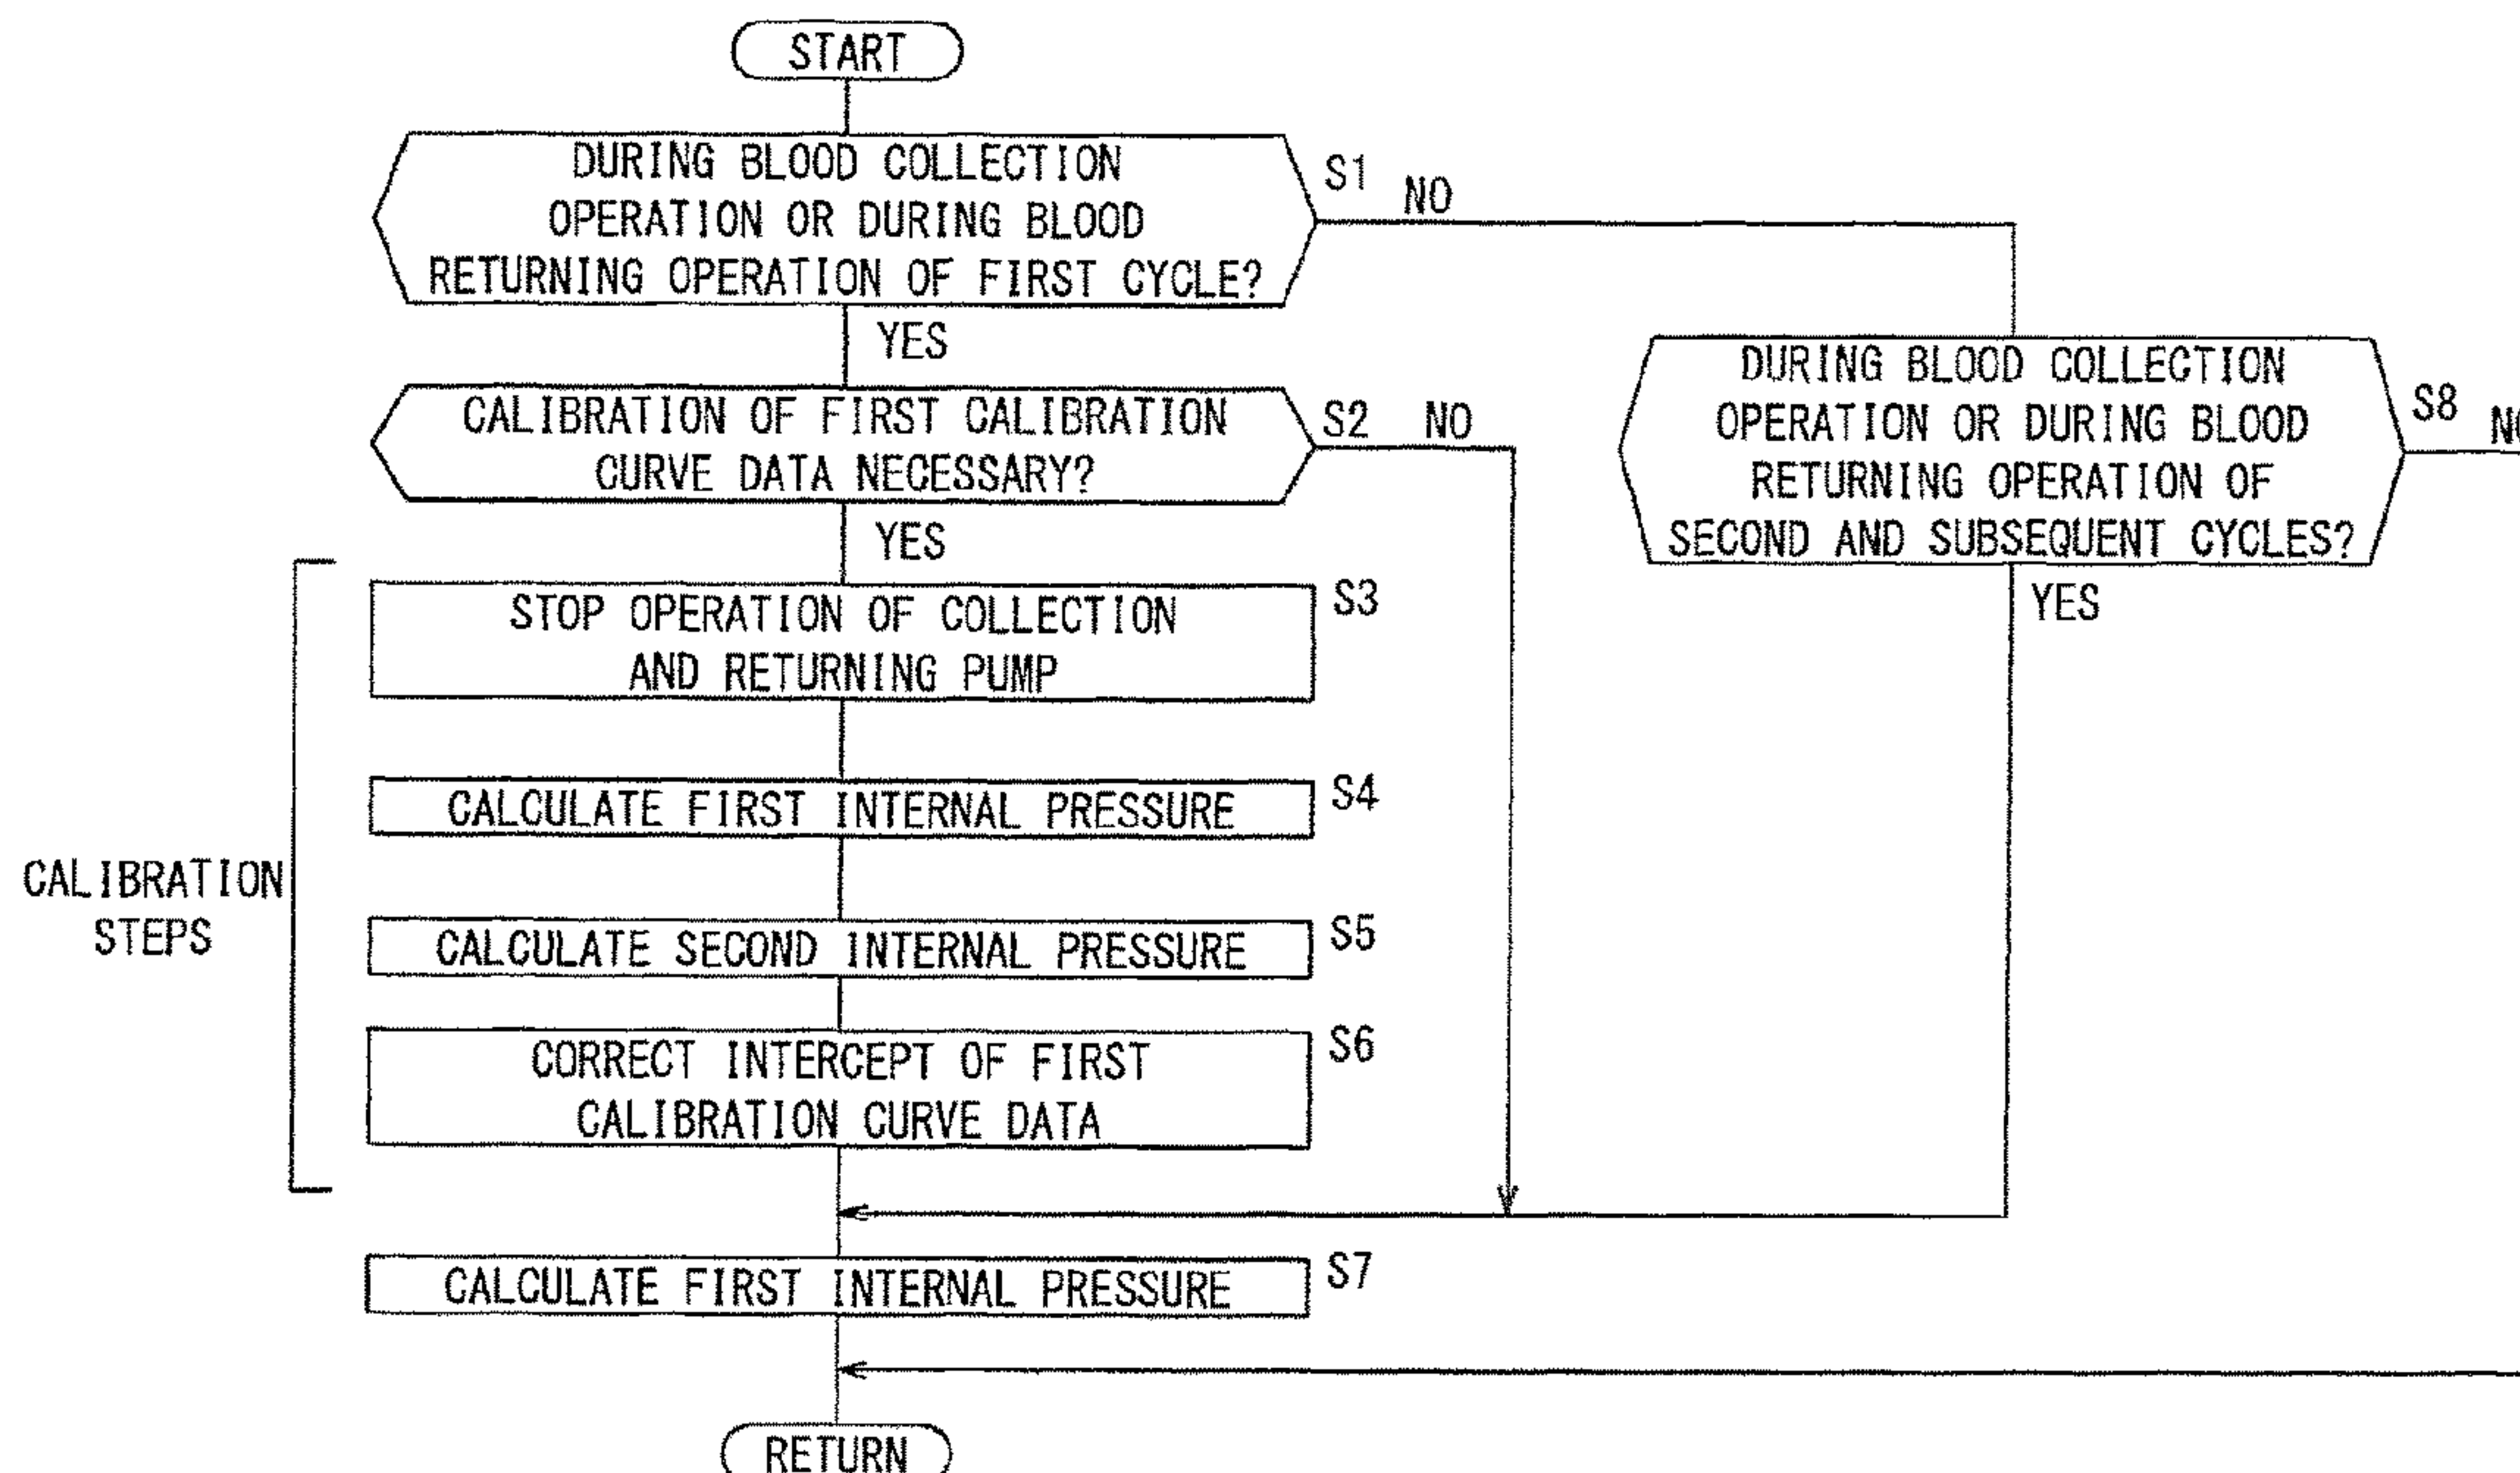 START
DURING BLOOD COLLECTION
OPERATION OR DURING BLOOD
RETURNING OPERATION OF FIRST CYCLE?
S1
NO
YES
CALIBRATION OF FIRST CALIBRATION
CURVE DATA NECESSARY?
S2
NO
YES
DURING BLOOD COLLECTION
OPERATION OR DURING BLOOD
RETURNING OPERATION OF
SECOND AND SUBSEQUENT CYCLES?
S8
NO
YES
CALIBRATION
STEPS
STOP OPERATION OF COLLECTION
AND RETURNING PUMP
S3
CALCULATE FIRST INTERNAL PRESSURE
S4
CALCULATE SECOND INTERNAL PRESSURE
S5
CORRECT INTERCEPT OF FIRST
CALIBRATION CURVE DATA
S6
CALCULATE FIRST INTERNAL PRESSURE
S7
RETURN